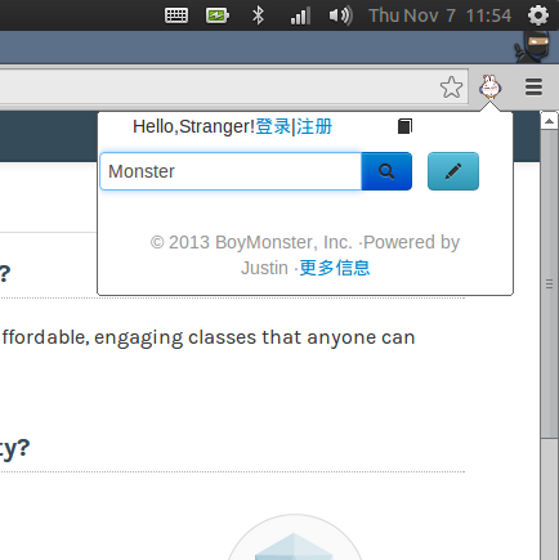 Thu Nov 7 11:54
Hello,Stranger!登录|注册
Monster
© 2013 BoyMonster, Inc. ·Powered by
Justin ·更多信息
?
ffordable, engaging classes that anyone can
ty?